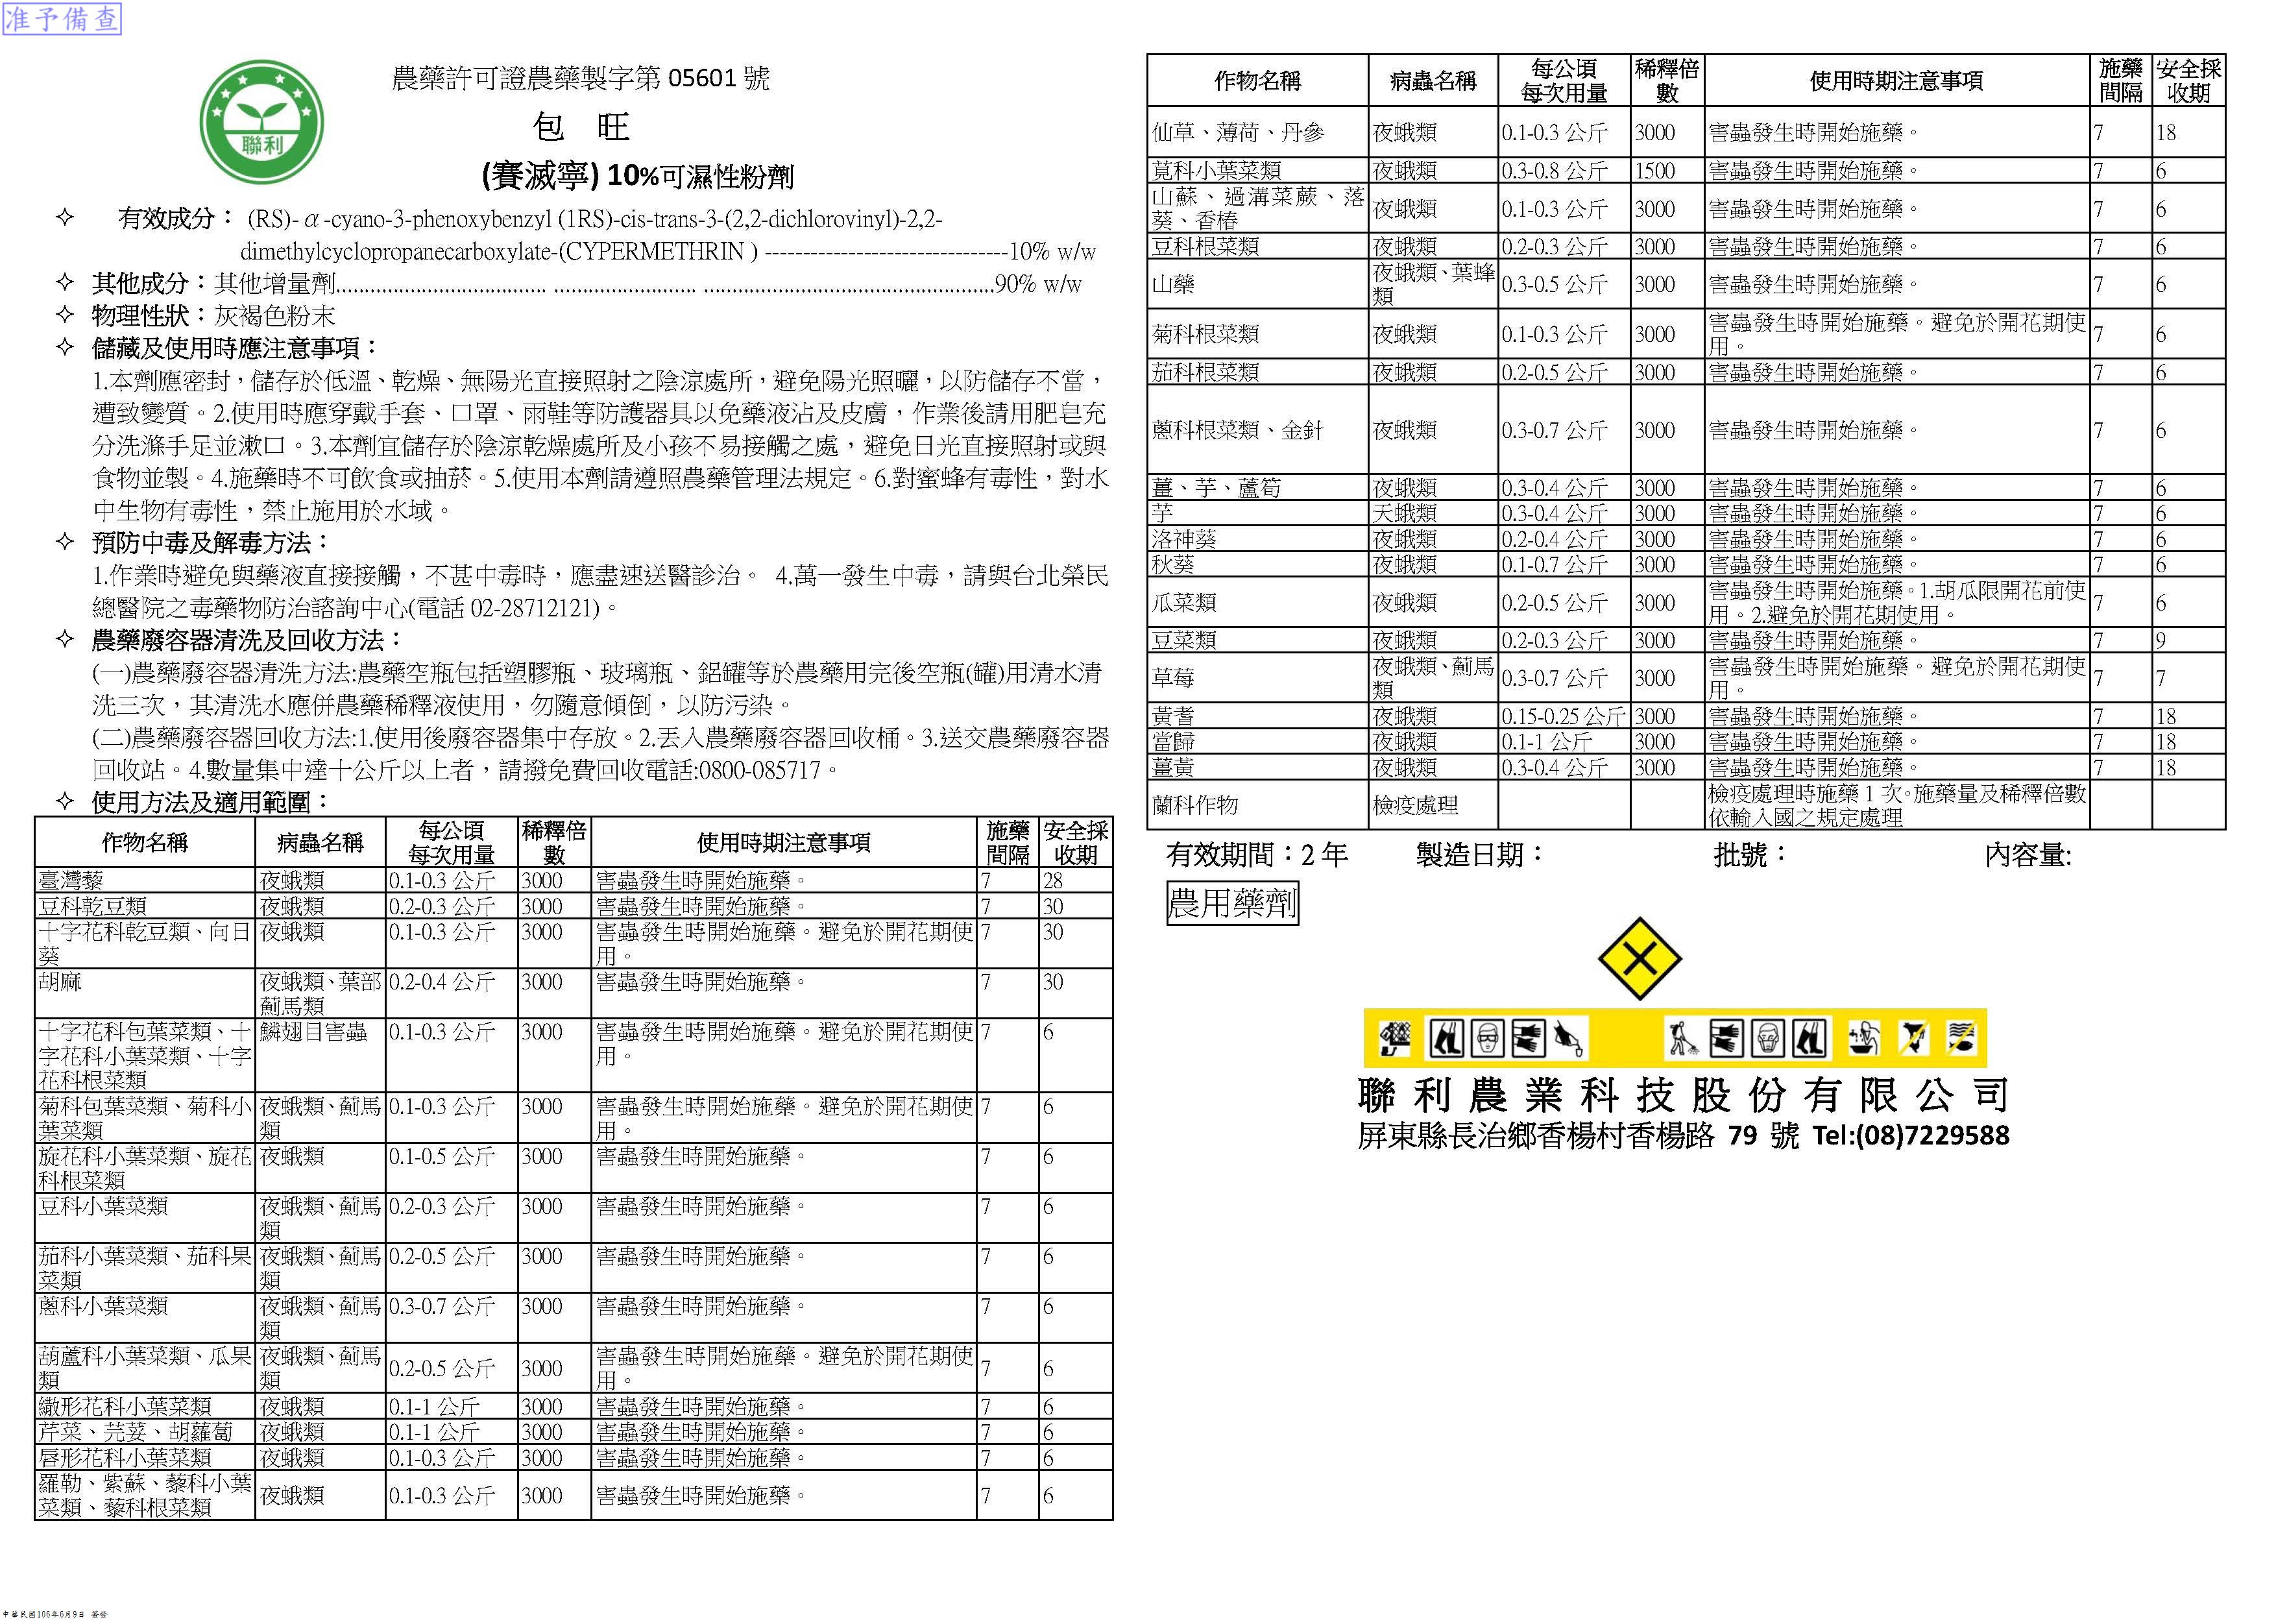 准予備查
聯利
農藥許可證農藥製字第 05601 號
包 旺
(賽滅寧) 10%可濕性粉劑
✧ 有效成分： (RS)-α-cyano-3-phenoxybenzyl (1RS)-cis-trans-3-(2,2-dichlorovinyl)-2,2-
dimethylcyclopropanecarboxylate-(CYPERMETHRIN ) --------------------------------10% w/w
✧ 其他成分：其他增量劑..................................... ......................... ...................................................90% w/w
✧ 物理性狀：灰褐色粉末
✧ 儲藏及使用時應注意事項：
1.本劑應密封，儲存於低溫、乾燥、無陽光直接照射之陰涼處所，避免陽光照曬，以防儲存不當，
遭致變質。2.使用時應穿戴手套、口罩、雨鞋等防護器具以免藥液沾及皮膚，作業後請用肥皂充
分洗滌手足並漱口。3.本劑宜儲存於陰涼乾燥處所及小孩不易接觸之處，避免日光直接照射或與
食物並製。4.施藥時不可飲食或抽菸。5.使用本劑請遵照農藥管理法規定。6.對蜜蜂有毒性，對水
中生物有毒性，禁止施用於水域。
✧ 預防中毒及解毒方法：
1.作業時避免與藥液直接接觸，不甚中毒時，應盡速送醫診治。 4.萬一發生中毒，請與台北榮民
總醫院之毒藥物防治諮詢中心(電話 02-28712121)。
✧ 農藥廢容器清洗及回收方法：
(一)農藥廢容器清洗方法:農藥空瓶包括塑膠瓶、玻璃瓶、鋁罐等於農藥用完後空瓶(罐)用清水清
洗三次，其清洗水應併農藥稀釋液使用，勿隨意傾倒，以防污染。
(二)農藥廢容器回收方法:1.使用後廢容器集中存放。2.丟入農藥廢容器回收桶。3.送交農藥廢容器
回收站。4.數量集中達十公斤以上者，請撥免費回收電話:0800-085717。
✧ 使用方法及適用範圍：
作物名稱 病蟲名稱 每公頃每次用量 稀釋倍數 使用時期注意事項 施藥間隔 安全採收期
臺灣藜 夜蛾類 0.1-0.3 公斤 3000 害蟲發生時開始施藥。 7 28
豆科乾豆類 夜蛾類 0.2-0.3 公斤 3000 害蟲發生時開始施藥。 7 30
十字花科乾豆類、向日葵 夜蛾類 0.1-0.3 公斤 3000 害蟲發生時開始施藥。避免於開花期使用。 7 30
胡麻 夜蛾類、葉部薊馬類 0.2-0.4 公斤 3000 害蟲發生時開始施藥。 7 30
十字花科包葉菜類、十字花科小葉菜類、十字花科根菜類 鱗翅目害蟲 0.1-0.3 公斤 3000 害蟲發生時開始施藥。避免於開花期使用。 7 6
菊科包葉菜類、菊科小葉菜類 夜蛾類、薊馬類 0.1-0.3 公斤 3000 害蟲發生時開始施藥。避免於開花期使用。 7 6
旋花科小葉菜類、旋花科根菜類 夜蛾類 0.1-0.5 公斤 3000 害蟲發生時開始施藥。 7 6
豆科小葉菜類 夜蛾類、薊馬類 0.2-0.3 公斤 3000 害蟲發生時開始施藥。 7 6
茄科小葉菜類、茄科果菜類 夜蛾類、薊馬類 0.2-0.5 公斤 3000 害蟲發生時開始施藥。 7 6
蔥科小葉菜類 夜蛾類、薊馬類 0.3-0.7 公斤 3000 害蟲發生時開始施藥。 7 6
葫蘆科小葉菜類、瓜果類 夜蛾類、薊馬類 0.2-0.5 公斤 3000 害蟲發生時開始施藥。避免於開花期使用。 7 6
繖形花科小葉菜類 夜蛾類 0.1-1 公斤 3000 害蟲發生時開始施藥。 7 6
芹菜、芫荽、胡蘿蔔 夜蛾類 0.1-1 公斤 3000 害蟲發生時開始施藥。 7 6
唇形花科小葉菜類 夜蛾類 0.1-0.3 公斤 3000 害蟲發生時開始施藥。 7 6
羅勒、紫蘇、藜科小葉菜類、藜科根菜類 夜蛾類 0.1-0.3 公斤 3000 害蟲發生時開始施藥。 7 6
作物名稱 病蟲名稱 每公頃每次用量 稀釋倍數 使用時期注意事項 施藥間隔 安全採收期
仙草、薄荷、丹參 夜蛾類 0.1-0.3 公斤 3000 害蟲發生時開始施藥。 7 18
莧科小葉菜類 夜蛾類 0.3-0.8 公斤 1500 害蟲發生時開始施藥。 7 6
山蘇、過溝菜蕨、落葵、香椿 夜蛾類 0.1-0.3 公斤 3000 害蟲發生時開始施藥。 7 6
豆科根菜類 夜蛾類 0.2-0.3 公斤 3000 害蟲發生時開始施藥。 7 6
山藥 夜蛾類、葉蜂類 0.3-0.5 公斤 3000 害蟲發生時開始施藥。 7 6
菊科根菜類 夜蛾類 0.1-0.3 公斤 3000 害蟲發生時開始施藥。避免於開花期使用。 7 6
茄科根菜類 夜蛾類 0.2-0.5 公斤 3000 害蟲發生時開始施藥。 7 6
蔥科根菜類、金針 夜蛾類 0.3-0.7 公斤 3000 害蟲發生時開始施藥。 7 6
薑、芋、蘆筍 夜蛾類 0.3-0.4 公斤 3000 害蟲發生時開始施藥。 7 6
芋 天蛾類 0.3-0.4 公斤 3000 害蟲發生時開始施藥。 7 6
洛神葵 夜蛾類 0.2-0.4 公斤 3000 害蟲發生時開始施藥。 7 6
秋葵 夜蛾類 0.1-0.7 公斤 3000 害蟲發生時開始施藥。 7 6
瓜菜類 夜蛾類 0.2-0.5 公斤 3000 害蟲發生時開始施藥。1.胡瓜限開花前使用。2.避免於開花期使用。 7 6
豆菜類 夜蛾類 0.2-0.3 公斤 3000 害蟲發生時開始施藥。 7 9
草莓 夜蛾類、薊馬類 0.3-0.7 公斤 3000 害蟲發生時開始施藥。避免於開花期使用。 7 7
黃耆 夜蛾類 0.15-0.25 公斤 3000 害蟲發生時開始施藥。 7 18
當歸 夜蛾類 0.1-1 公斤 3000 害蟲發生時開始施藥。 7 18
薑黃 夜蛾類 0.3-0.4 公斤 3000 害蟲發生時開始施藥。 7 18
蘭科作物 檢疫處理 檢疫處理時施藥 1 次。施藥量及稀釋倍數依輸入國之規定處理
有效期間：2 年 製造日期： 批號： 內容量:
農用藥劑
聯利農業科技股份有限公司
屏東縣長治鄉香楊村香楊路 79 號 Tel:(08)7229588
中華民國106年6月9日 簽發